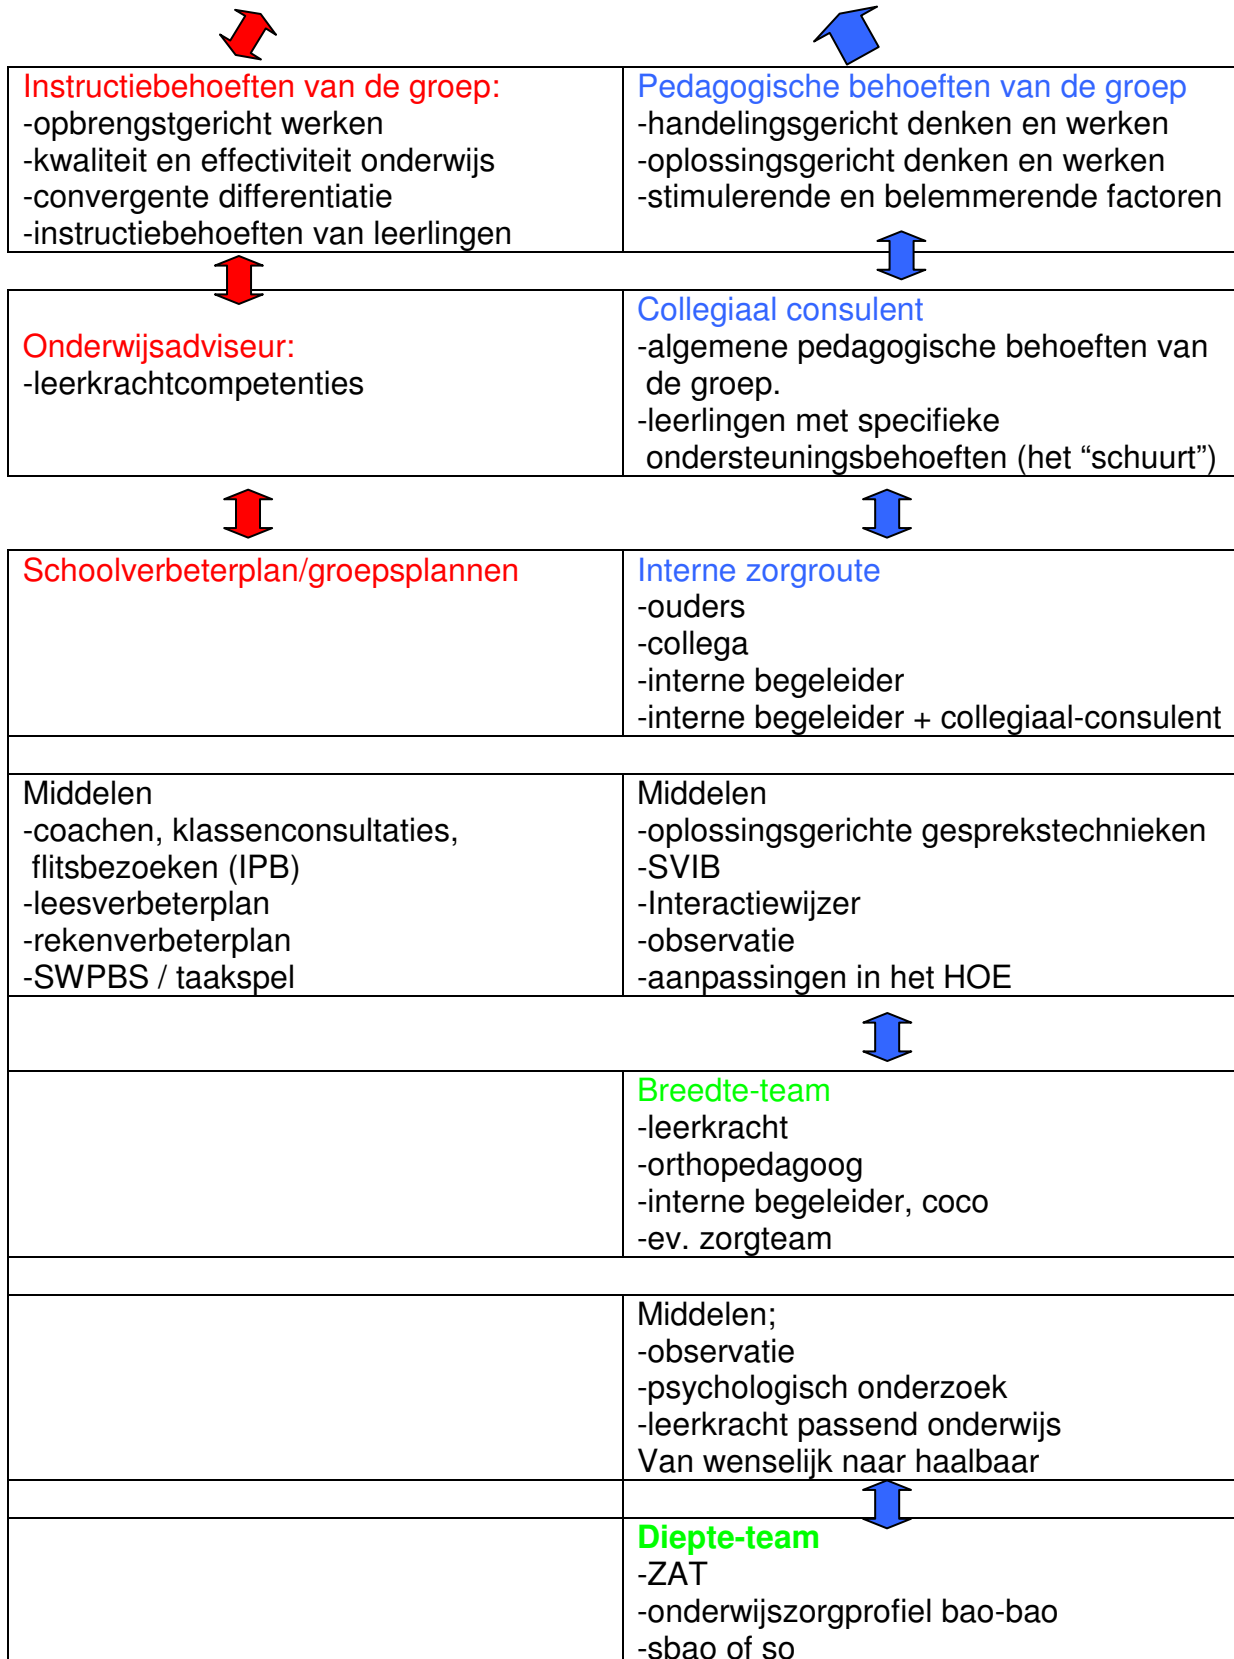 Instructiebehoeften van de groep:
-opbrengstgericht werken
-kwaliteit en effectiviteit onderwijs
-convergente differentiatie
-instructiebehoeften van leerlingen
Pedagogische behoeften van de groep
-handelingsgericht denken en werken
-oplossingsgericht denken en werken
-stimulerende en belemmerende factoren
Onderwijsadviseur:
-leerkrachtcompetenties
Collegiaal consulent
-algemene pedagogische behoeften van
de groep.
-leerlingen met specifieke
ondersteuningsbehoeften (het “schuurt”)
Schoolverbeterplan/groepsplannen
Interne zorgroute
-ouders
-collega
-interne begeleider
-interne begeleider + collegiaal-consulent
Middelen
-coachen, klassenconsultaties,
flitsbezoeken (IPB)
-leesverbeterplan
-rekenverbeterplan
-SWPBS / taakspel
Middelen
-oplossingsgerichte gesprekstechnieken
-SVIB
-Interactiewijzer
-observatie
-aanpassingen in het HOE
Breedte-team
-leerkracht
-orthopedagoog
-interne begeleider, coco
-ev. zorgteam
Middelen;
-observatie
-psychologisch onderzoek
-leerkracht passend onderwijs
Van wenselijk naar haalbaar
Diepte-team
-ZAT
-onderwijszorgprofiel bao-bao
-sbao of so